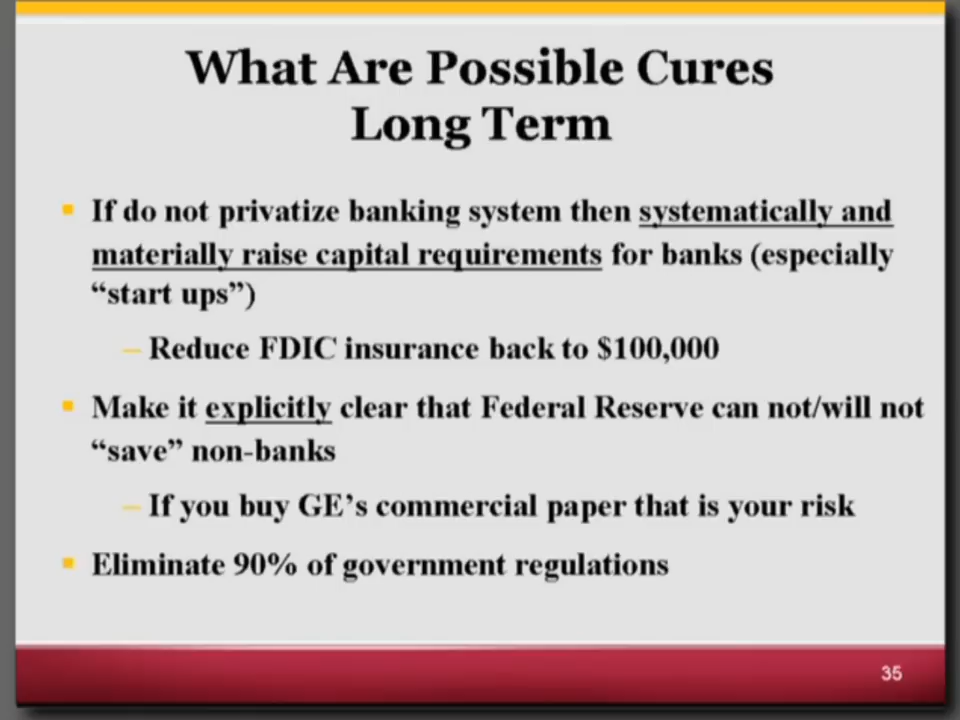 What Are Possible Cures
Long Term
If do not privatize banking system then systematically and
materially raise capital requirements for banks (especially
“start ups”)
– Reduce FDIC insurance back to $100,000
Make it explicitly clear that Federal Reserve can not/will not
“save” non-banks
– If you buy GE’s commercial paper that is your risk
Eliminate 90% of government regulations
35